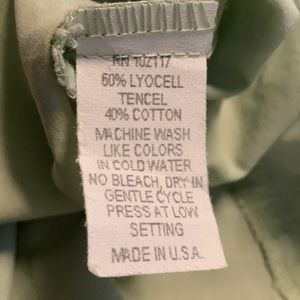 RN 102117
60% LYOCELL
TENCEL
40% COTTON
MACHINE WASH
LIKE COLORS
IN COLD WATER
NO BLEACH, DRY IN
GENTLE CYCLE
PRESS AT LOW
SETTING
MADE IN U.S.A.